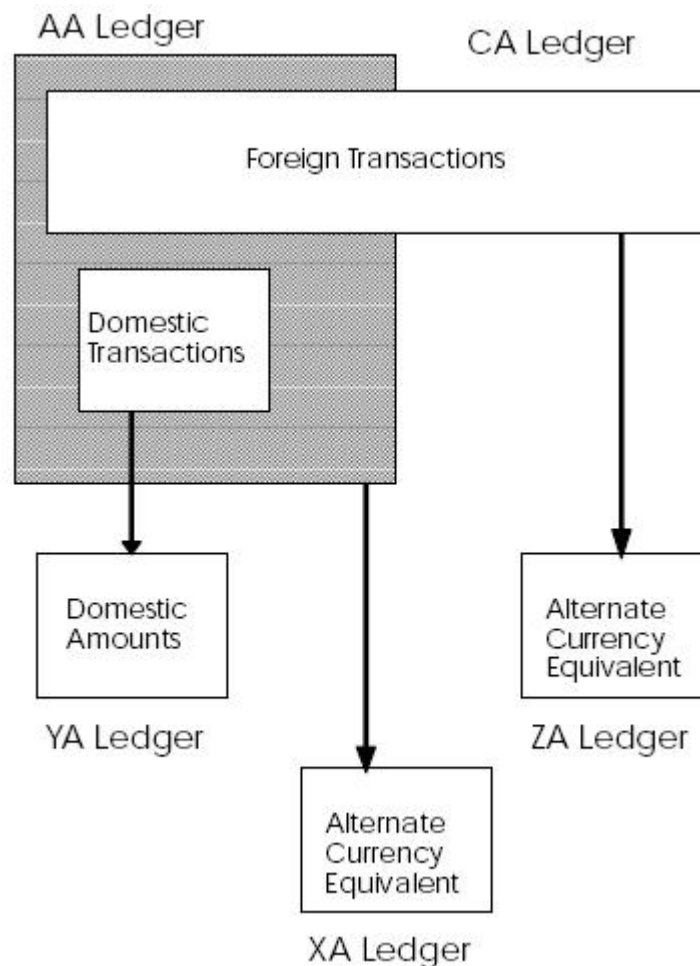 AA Ledger
CA Ledger
Foreign Transactions
Domestic
Transactions
Domestic
Amounts
YA Ledger
Alternate
Currency
Equivalent
ZA Ledger
Alternate
Currency
Equivalent
XA Ledger